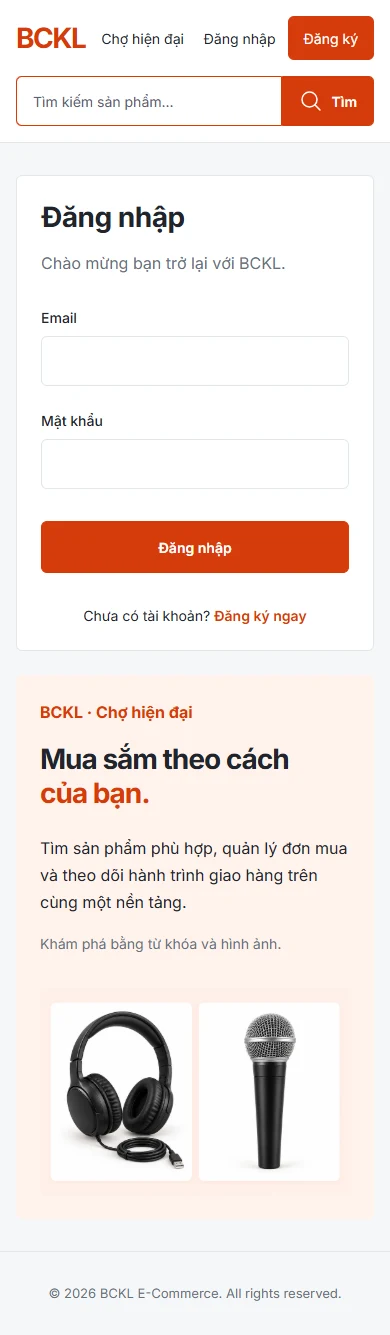 BCKL Chợ hiện đại Đăng nhập Đăng ký
Tìm kiếm sản phẩm... Tìm
Đăng nhập
Chào mừng bạn trở lại với BCKL.
Email
Mật khẩu
Đăng nhập
Chưa có tài khoản? Đăng ký ngay
BCKL · Chợ hiện đại
Mua sắm theo cách
của bạn.
Tìm sản phẩm phù hợp, quản lý đơn mua
và theo dõi hành trình giao hàng trên
cùng một nền tảng.
Khám phá bằng từ khóa và hình ảnh.
© 2026 BCKL E-Commerce. All rights reserved.